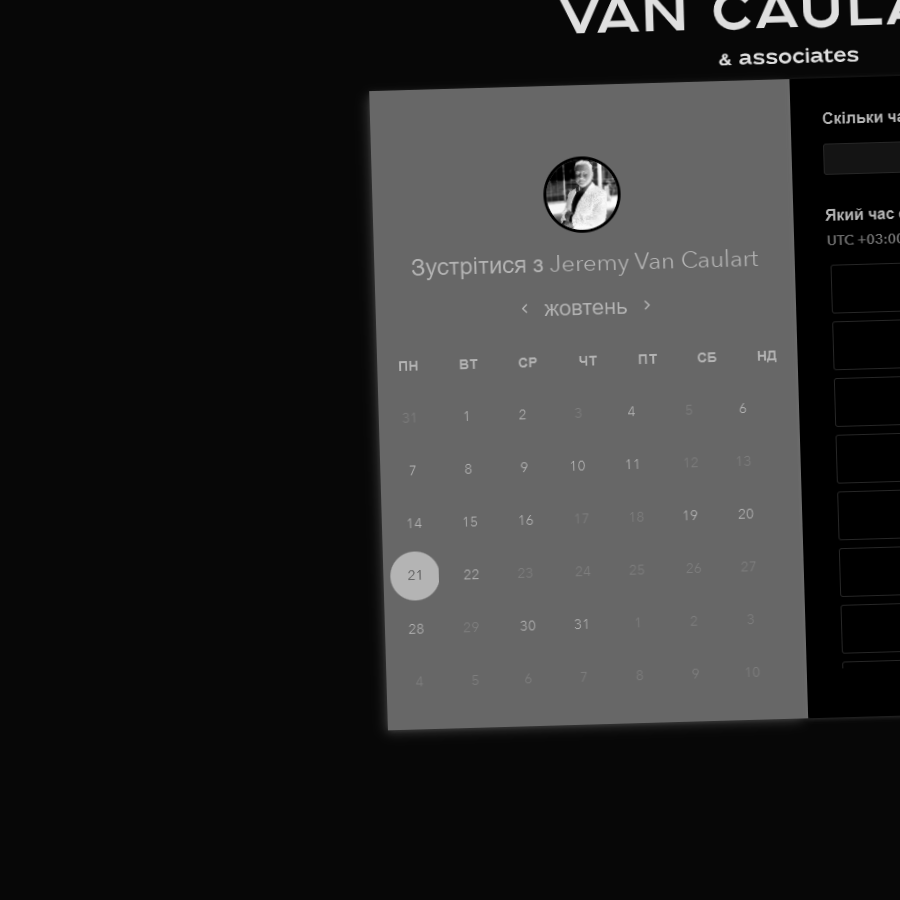 VAN CAULA
& associates
Зустрітися з Jeremy Van Caulart
жовтень
ПН ВТ СР ЧТ ПТ СБ НД
31 1 2 3 4 5 6
7 8 9 10 11 12 13
14 15 16 17 18 19 20
21 22 23 24 25 26 27
28 29 30 31 1 2 3
4 5 6 7 8 9 10
Скільки ча
Який час
UTC +03:00